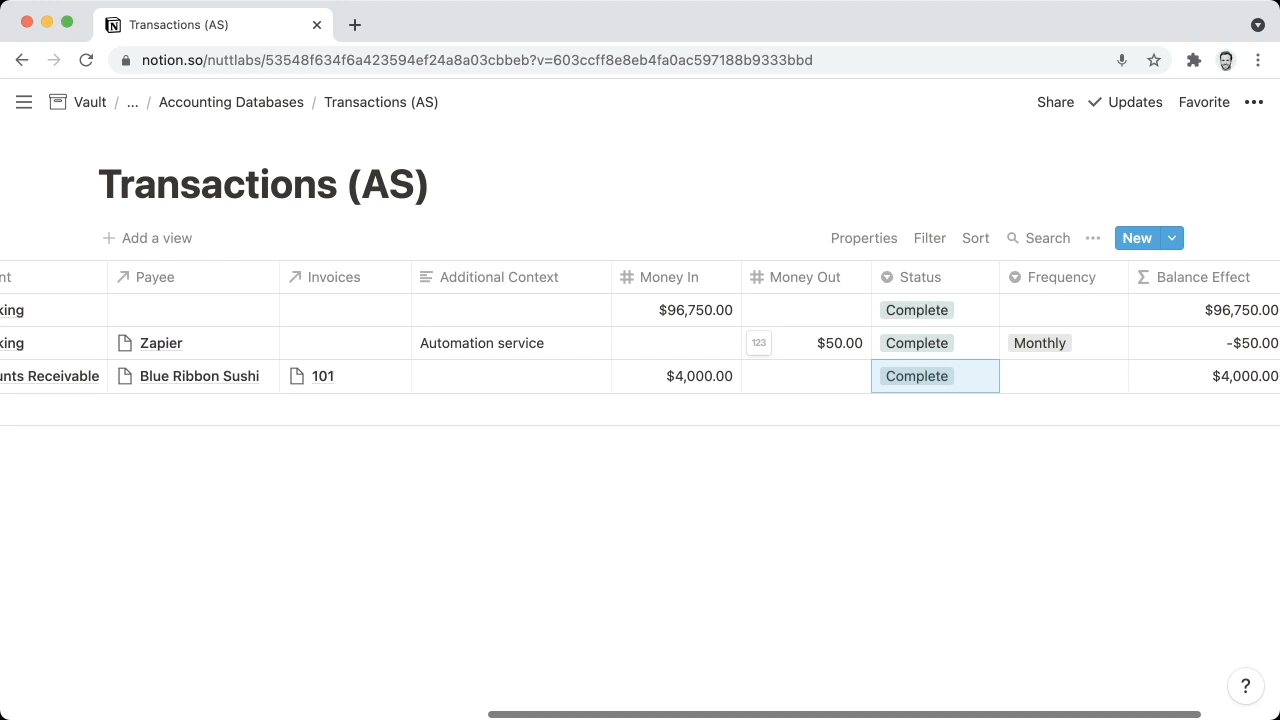 Transactions (AS)
notion.so/nuttlabs/53548f634f6a423594ef24a8a03cbbeb?v=603ccff8e8eb4fa0ac597188b9333bbd
Vault / ... / Accounting Databases / Transactions (AS)
Share Updates Favorite
Transactions (AS)
Add a view
Properties Filter Sort Search New
nt Payee Invoices Additional Context Money In Money Out Status Frequency Balance Effect
king $96,750.00 Complete $96,750.00
king Zapier Automation service 123 $50.00 Complete Monthly -$50.00
unts Receivable Blue Ribbon Sushi 101 $4,000.00 Complete $4,000.00
?